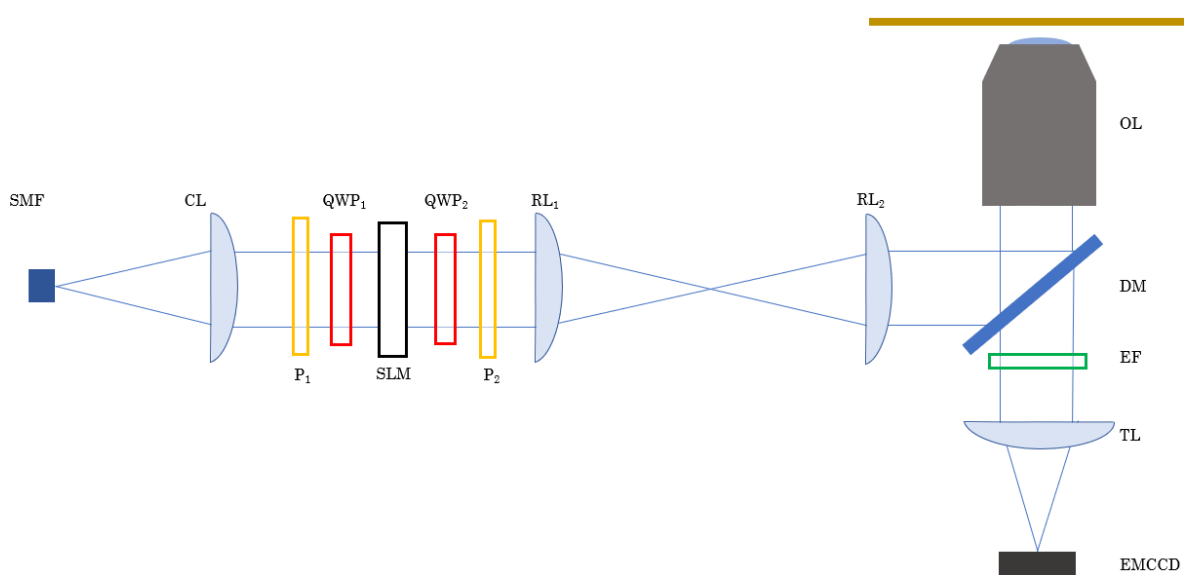 OL
SMF
CL
QWP₁
QWP₂
RL₁
RL₂
DM
P₁
SLM
P₂
EF
TL
EMCCD